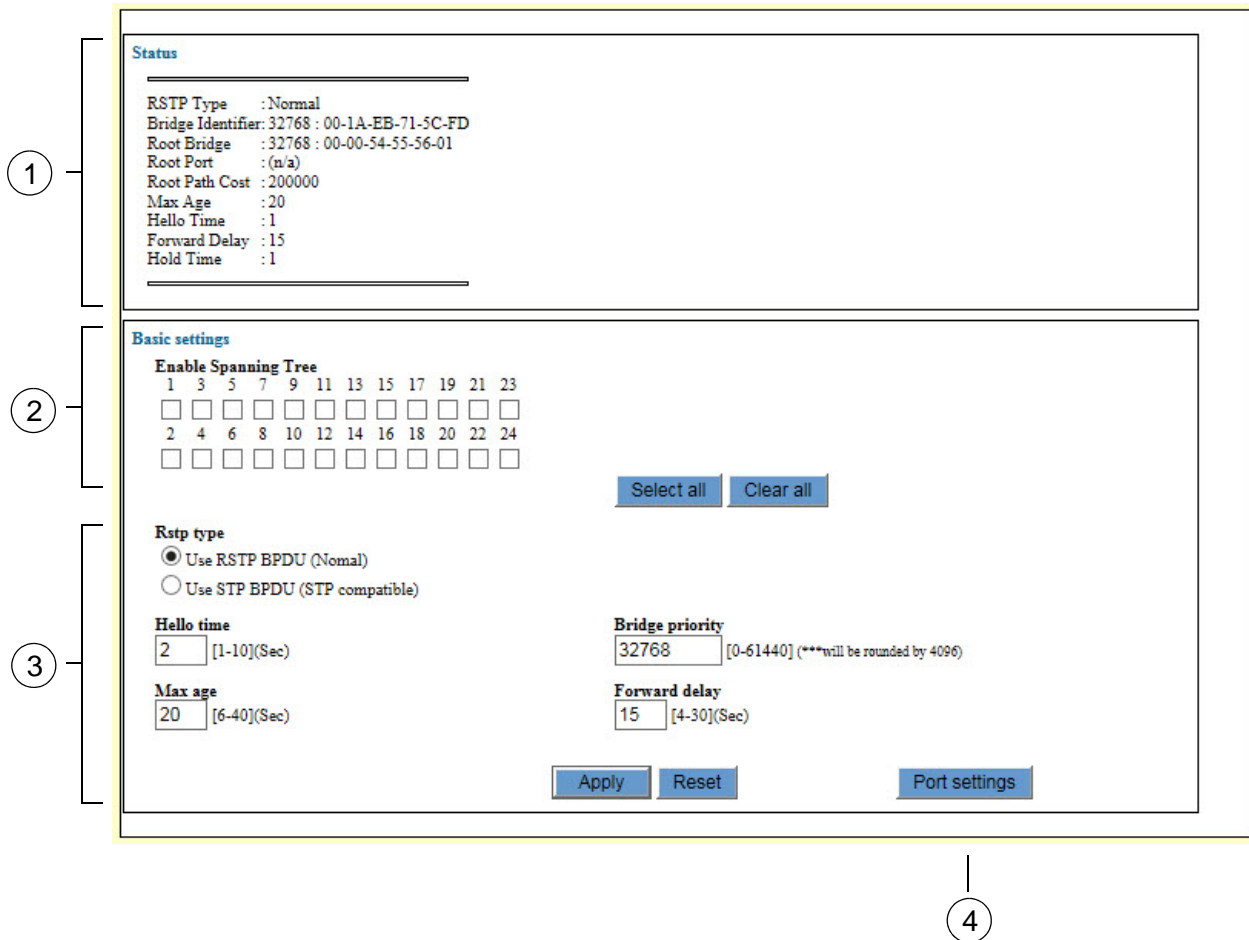 Status
RSTP Type : Normal
Bridge Identifier: 32768 : 00-1A-EB-71-5C-FD
Root Bridge : 32768 : 00-00-54-55-56-01
Root Port : (n/a)
Root Path Cost : 200000
Max Age : 20
Hello Time : 1
Forward Delay : 15
Hold Time : 1
1
Basic settings
Enable Spanning Tree
1 3 5 7 9 11 13 15 17 19 21 23
2 4 6 8 10 12 14 16 18 20 22 24
Select all Clear all
2
Rstp type
Use RSTP BPDU (Nomal)
Use STP BPDU (STP compatible)
Hello time Bridge priority
2 [1-10](Sec) 32768 [0-61440] (***will be rounded by 4096)
3
Max age Forward delay
20 [6-40](Sec) 15 [4-30](Sec)
Apply Reset Port settings
4